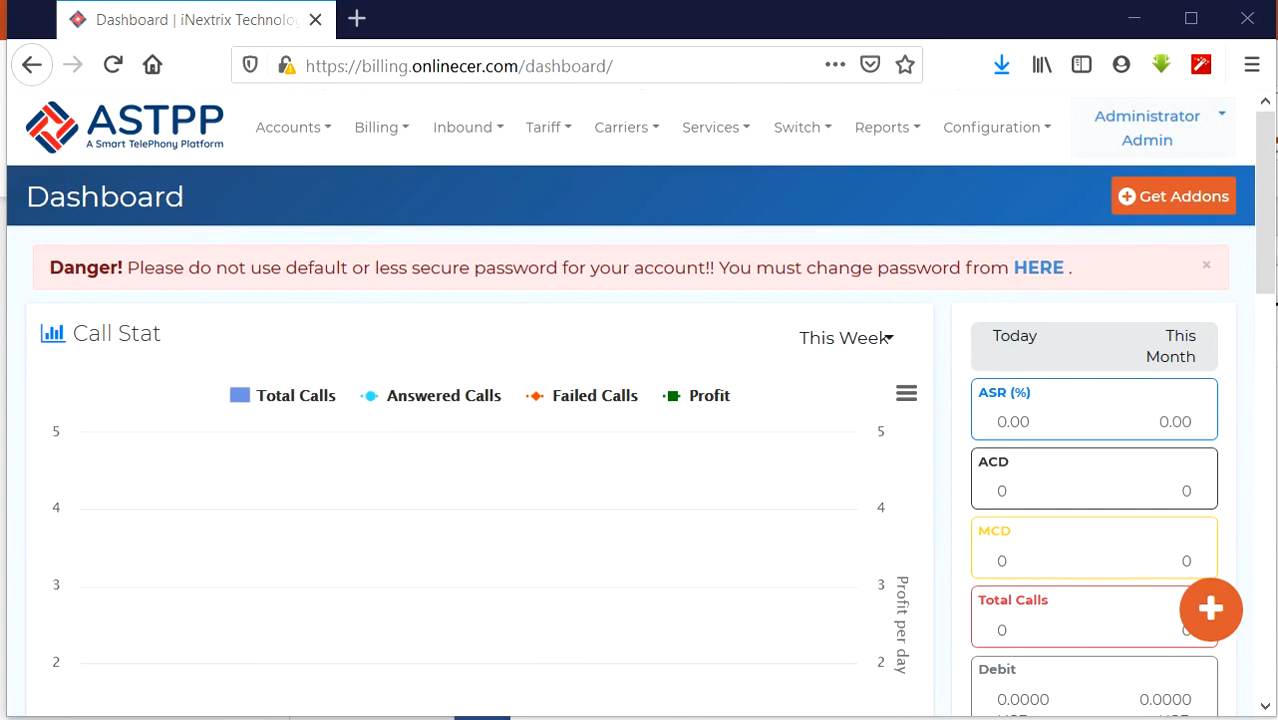 Dashboard | iNextrix Technolo
https://billing.onlinecer.com/dashboard/
ASTPP
A Smart TelePhony Platform
Accounts
Billing
Inbound
Tariff
Carriers
Services
Switch
Reports
Configuration
Administrator
Admin
Dashboard
Get Addons
Danger! Please do not use default or less secure password for your account!! You must change password from HERE .
×
Call Stat
This Week
Total Calls
Answered Calls
Failed Calls
Profit
5
4
3
2
5
4
3
2
Profit per day
Today
This
Month
ASR (%)
0.00 0.00
ACD
0 0
MCD
0 0
Total Calls
0 0
Debit
0.0000 0.0000